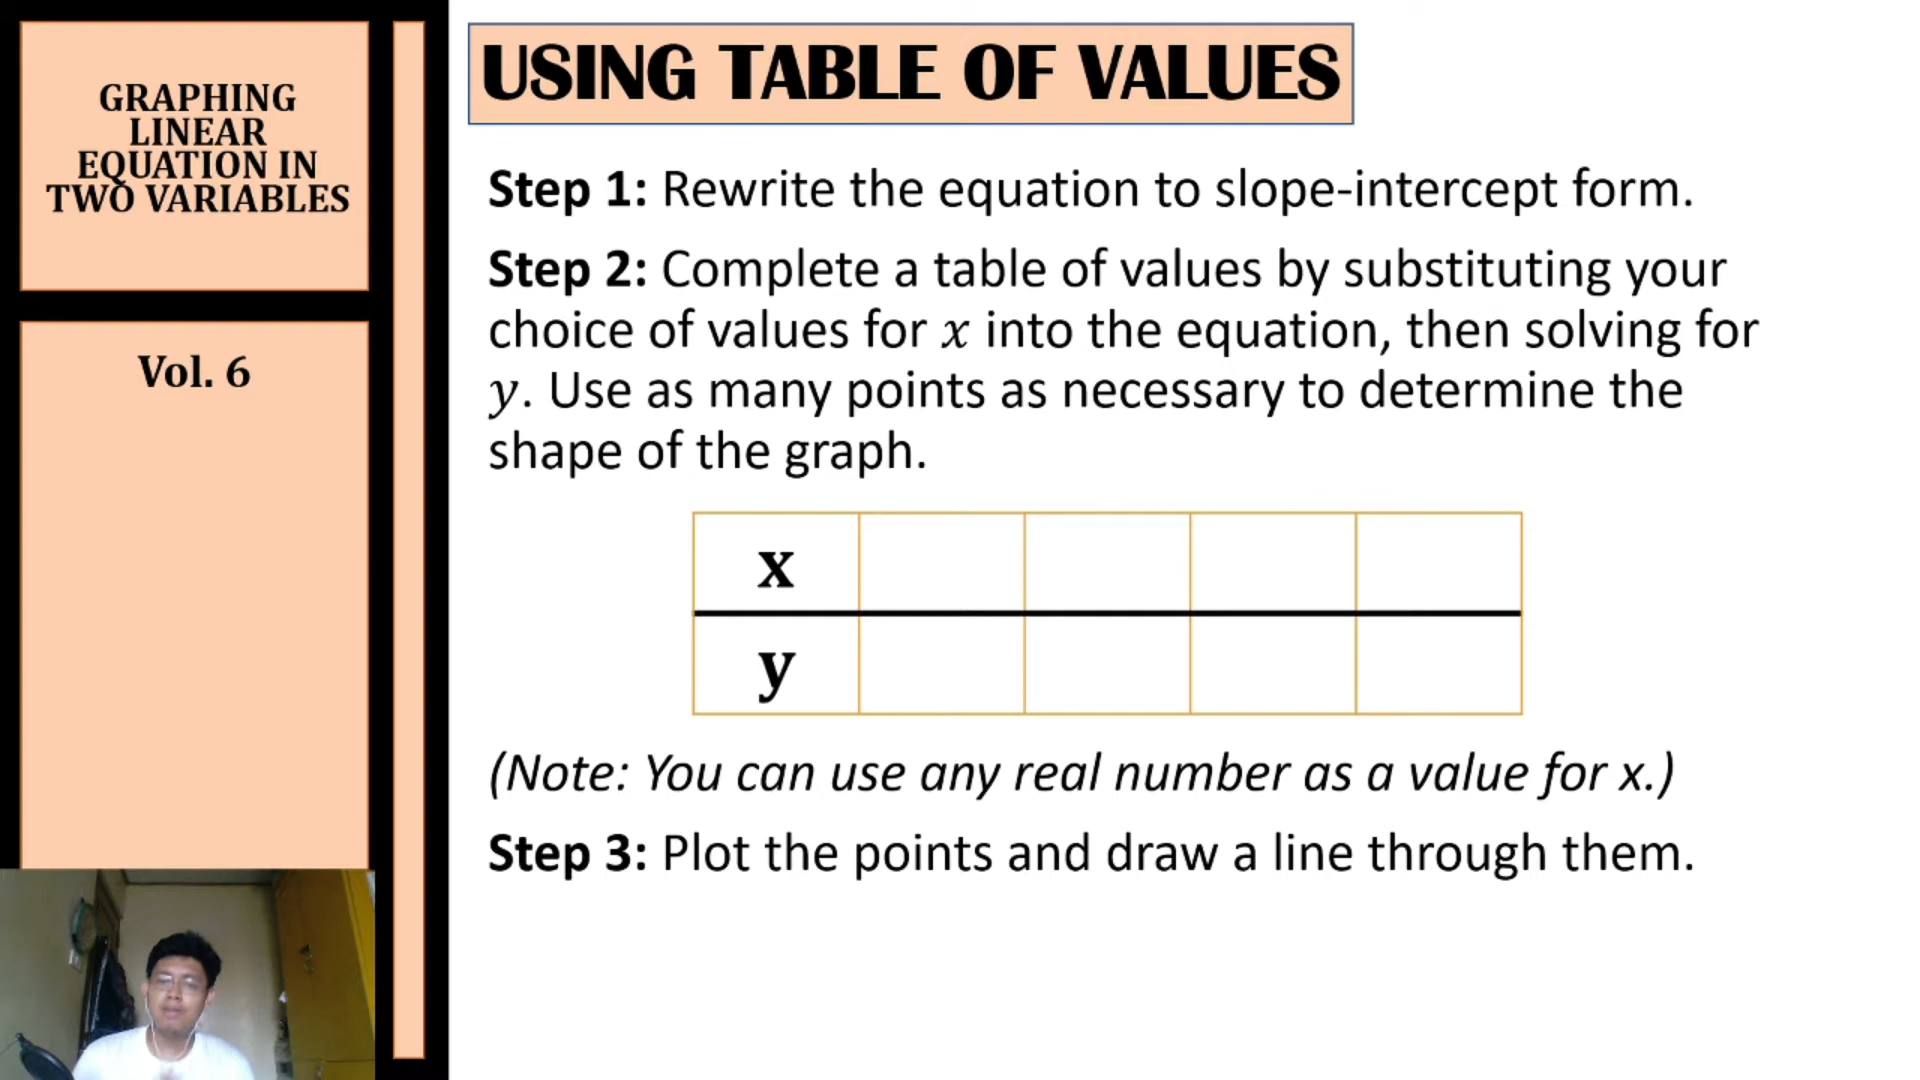 GRAPHING
LINEAR
EQUATION IN
TWO VARIABLES
Vol. 6
USING TABLE OF VALUES
Step 1: Rewrite the equation to slope-intercept form.
Step 2: Complete a table of values by substituting your
choice of values for x into the equation, then solving for
y. Use as many points as necessary to determine the
shape of the graph.
x
y
(Note: You can use any real number as a value for x.)
Step 3: Plot the points and draw a line through them.